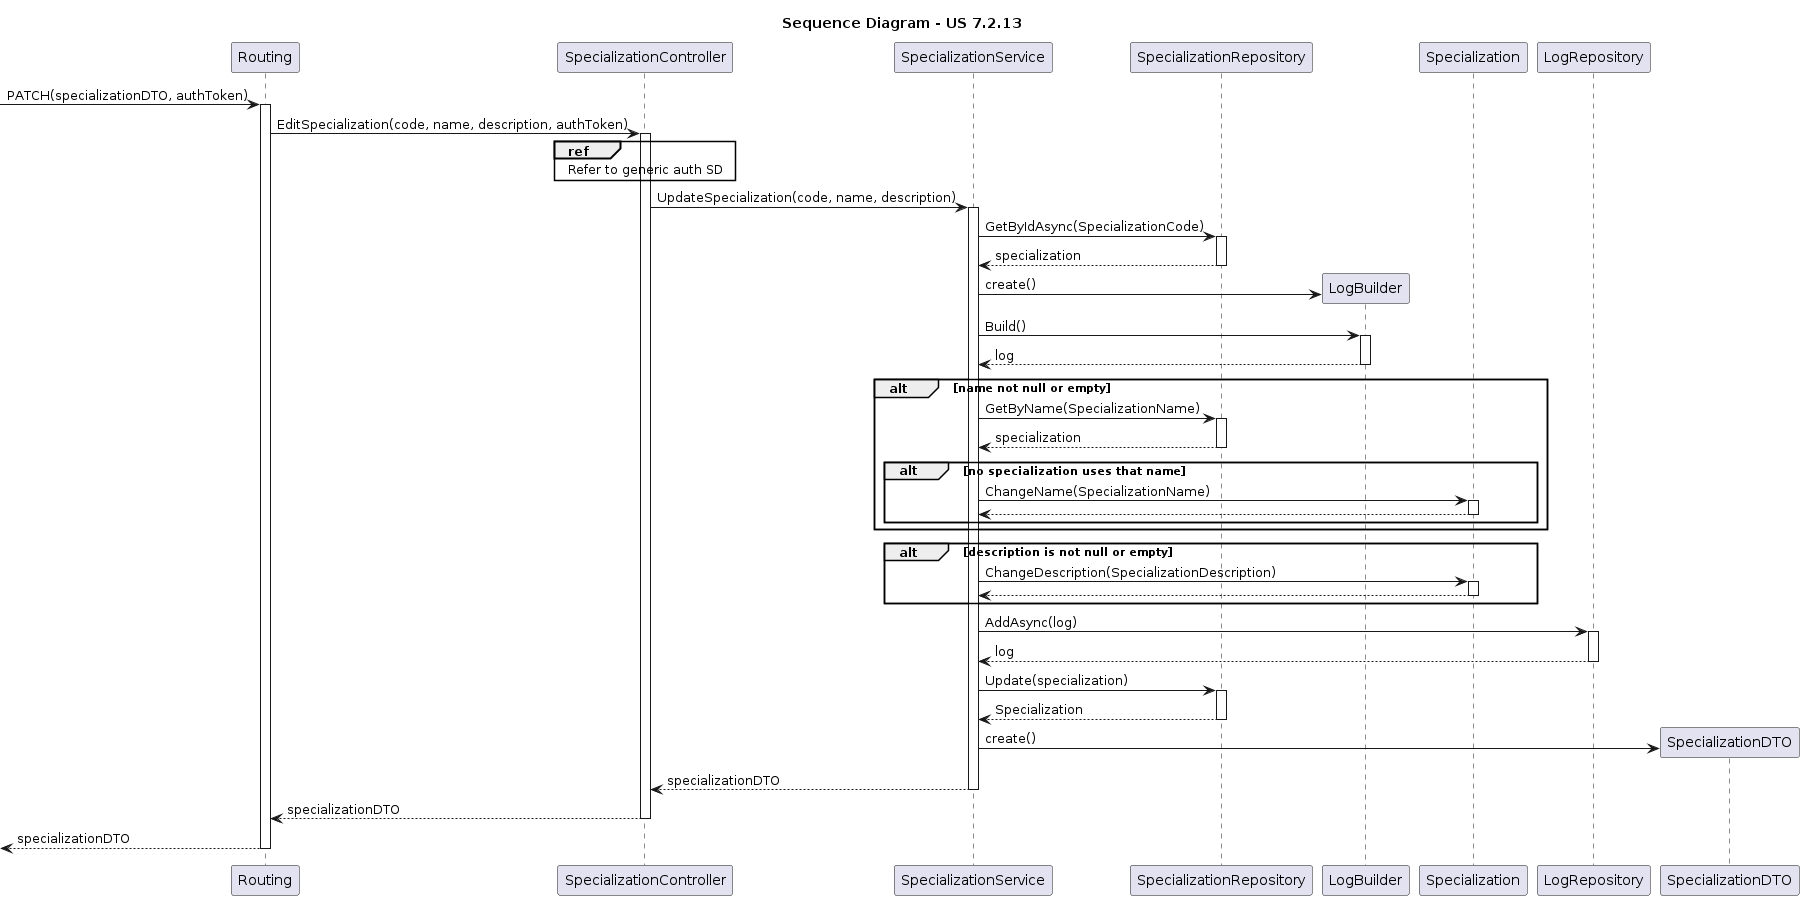 Sequence Diagram - US 7.2.13
Routing SpecializationController SpecializationService SpecializationRepository Specialization LogRepository
PATCH(specializationDTO, authToken)
EditSpecialization(code, name, description, authToken)
ref
Refer to generic auth SD
UpdateSpecialization(code, name, description)
GetByIdAsync(SpecializationCode)
specialization
create()
LogBuilder
Build()
log
alt [name not null or empty]
GetByName(SpecializationName)
specialization
alt [no specialization uses that name]
ChangeName(SpecializationName)
alt [description is not null or empty]
ChangeDescription(SpecializationDescription)
AddAsync(log)
log
Update(specialization)
Specialization
create()
SpecializationDTO
specializationDTO
specializationDTO
specializationDTO
Routing SpecializationController SpecializationService SpecializationRepository LogBuilder Specialization LogRepository SpecializationDTO